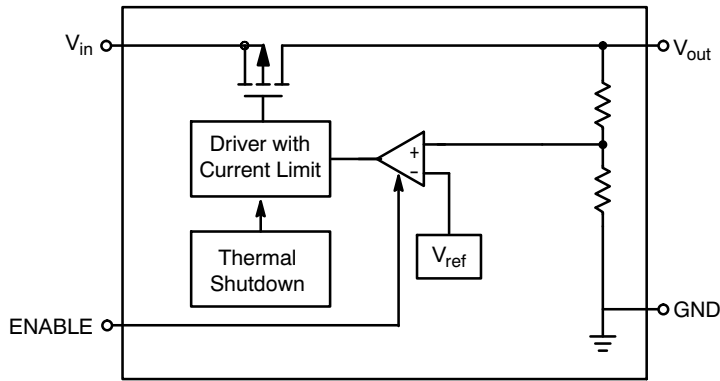 Vin
Vout
Driver with
Current Limit
+
-
Thermal
Shutdown
Vref
ENABLE
GND